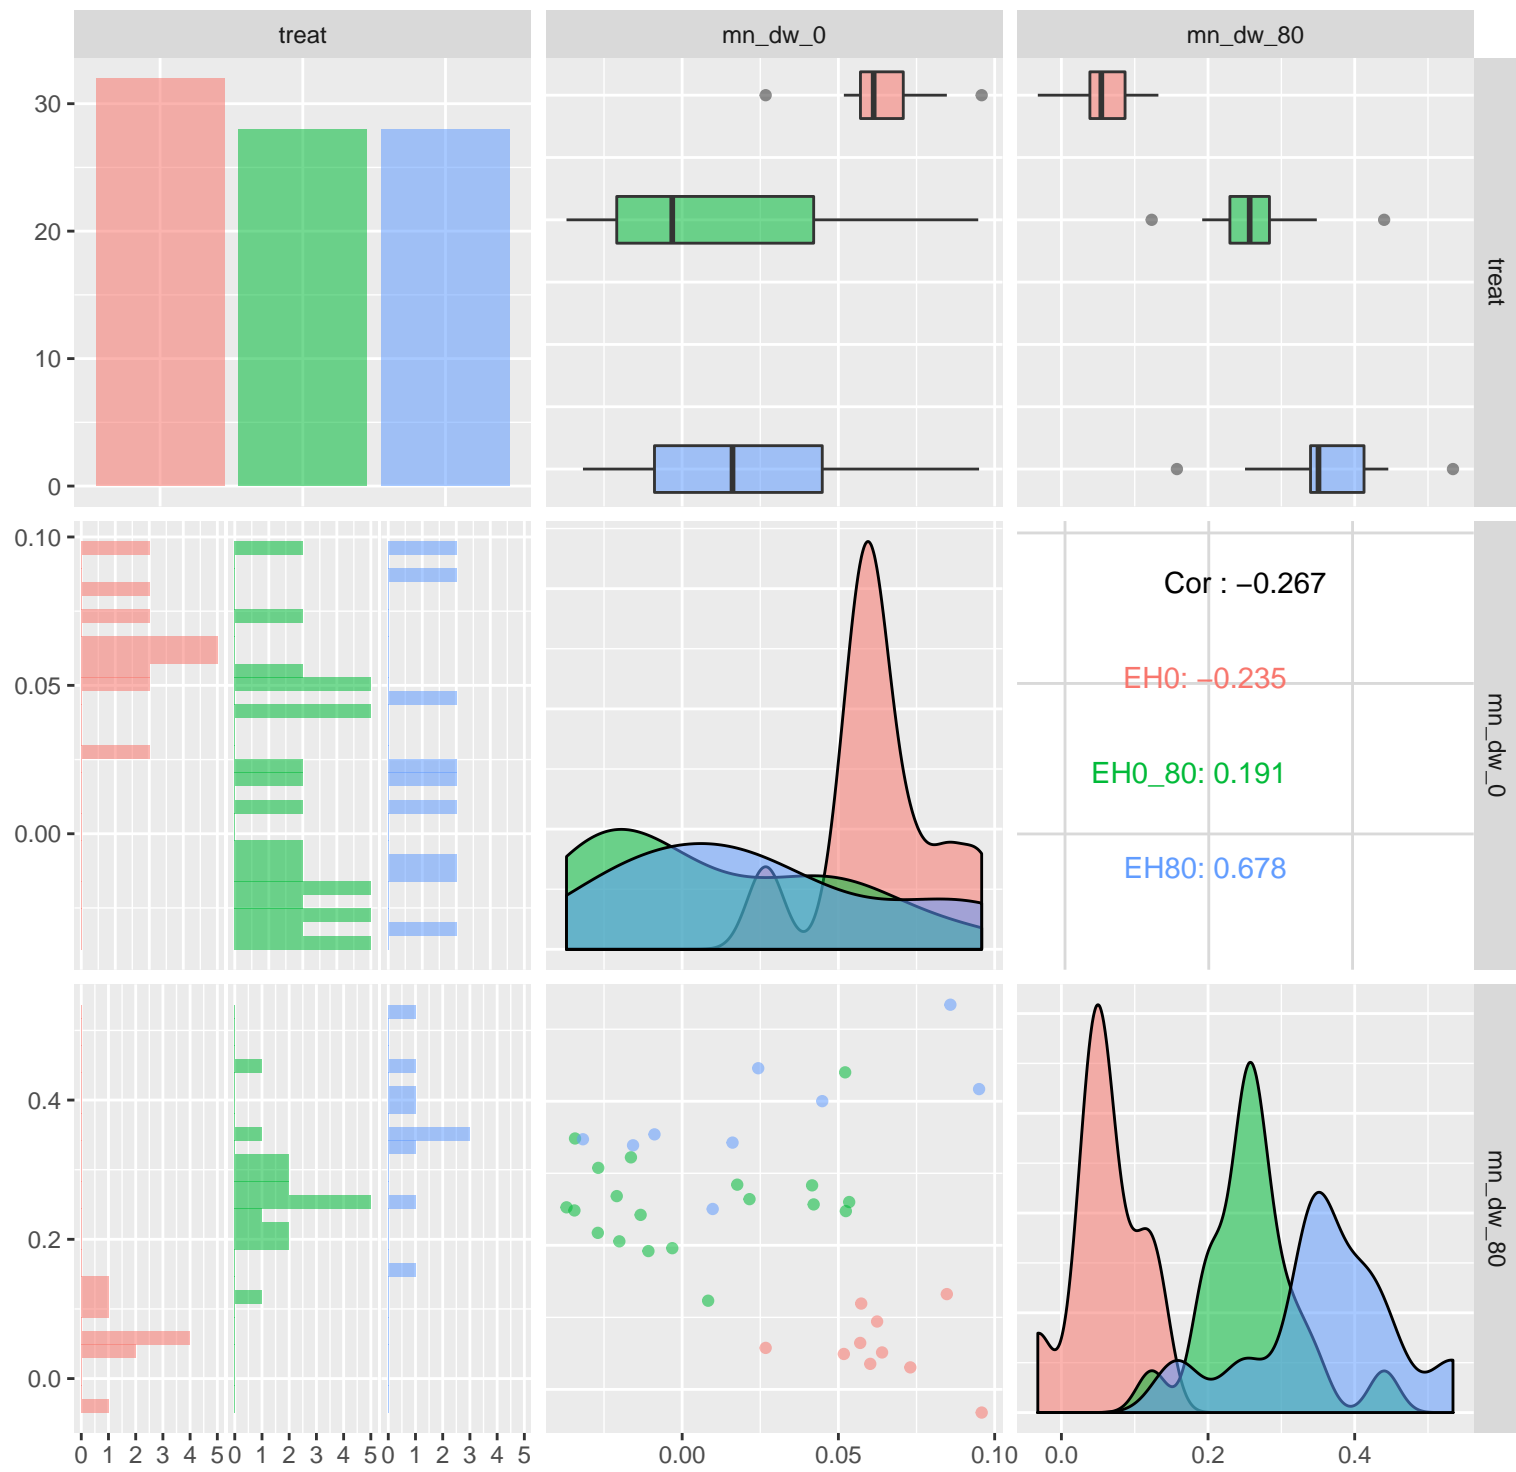 treat
mn_dw_0
mn_dw_80
30
20
10
0
treat
0.10
0.05
0.00
Cor : −0.267
EH0: −0.235
EH0_80: 0.191
EH80: 0.678
mn_dw_0
0.4
0.2
0.0
mn_dw_80
0 1 2 3 4 5 0 1 2 3 4 5 0 1 2 3 4 5
0.00 0.05 0.10
0.0 0.2 0.4